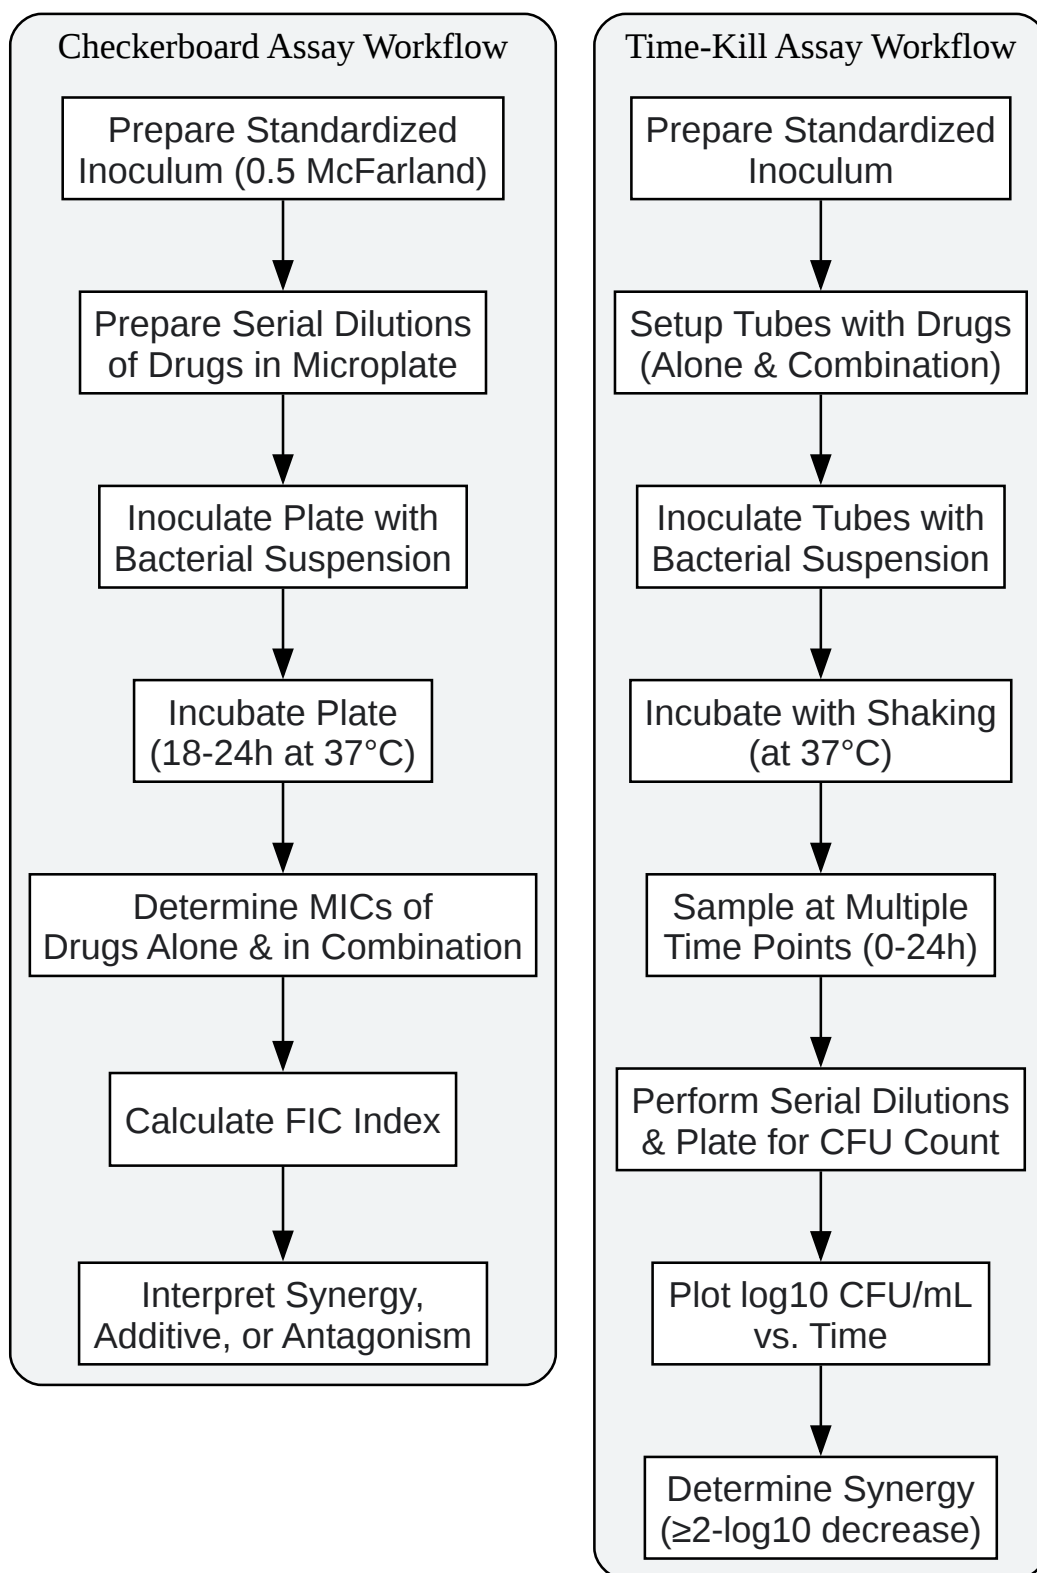 Checkerboard Assay Workflow
Prepare Standardized
Inoculum (0.5 McFarland)
Prepare Serial Dilutions
of Drugs in Microplate
Inoculate Plate with
Bacterial Suspension
Incubate Plate
(18-24h at 37°C)
Determine MICs of
Drugs Alone & in Combination
Calculate FIC Index
Interpret Synergy,
Additive, or Antagonism
Time-Kill Assay Workflow
Prepare Standardized
Inoculum
Setup Tubes with Drugs
(Alone & Combination)
Inoculate Tubes with
Bacterial Suspension
Incubate with Shaking
(at 37°C)
Sample at Multiple
Time Points (0-24h)
Perform Serial Dilutions
& Plate for CFU Count
Plot log10 CFU/mL
vs. Time
Determine Synergy
(≥2-log10 decrease)